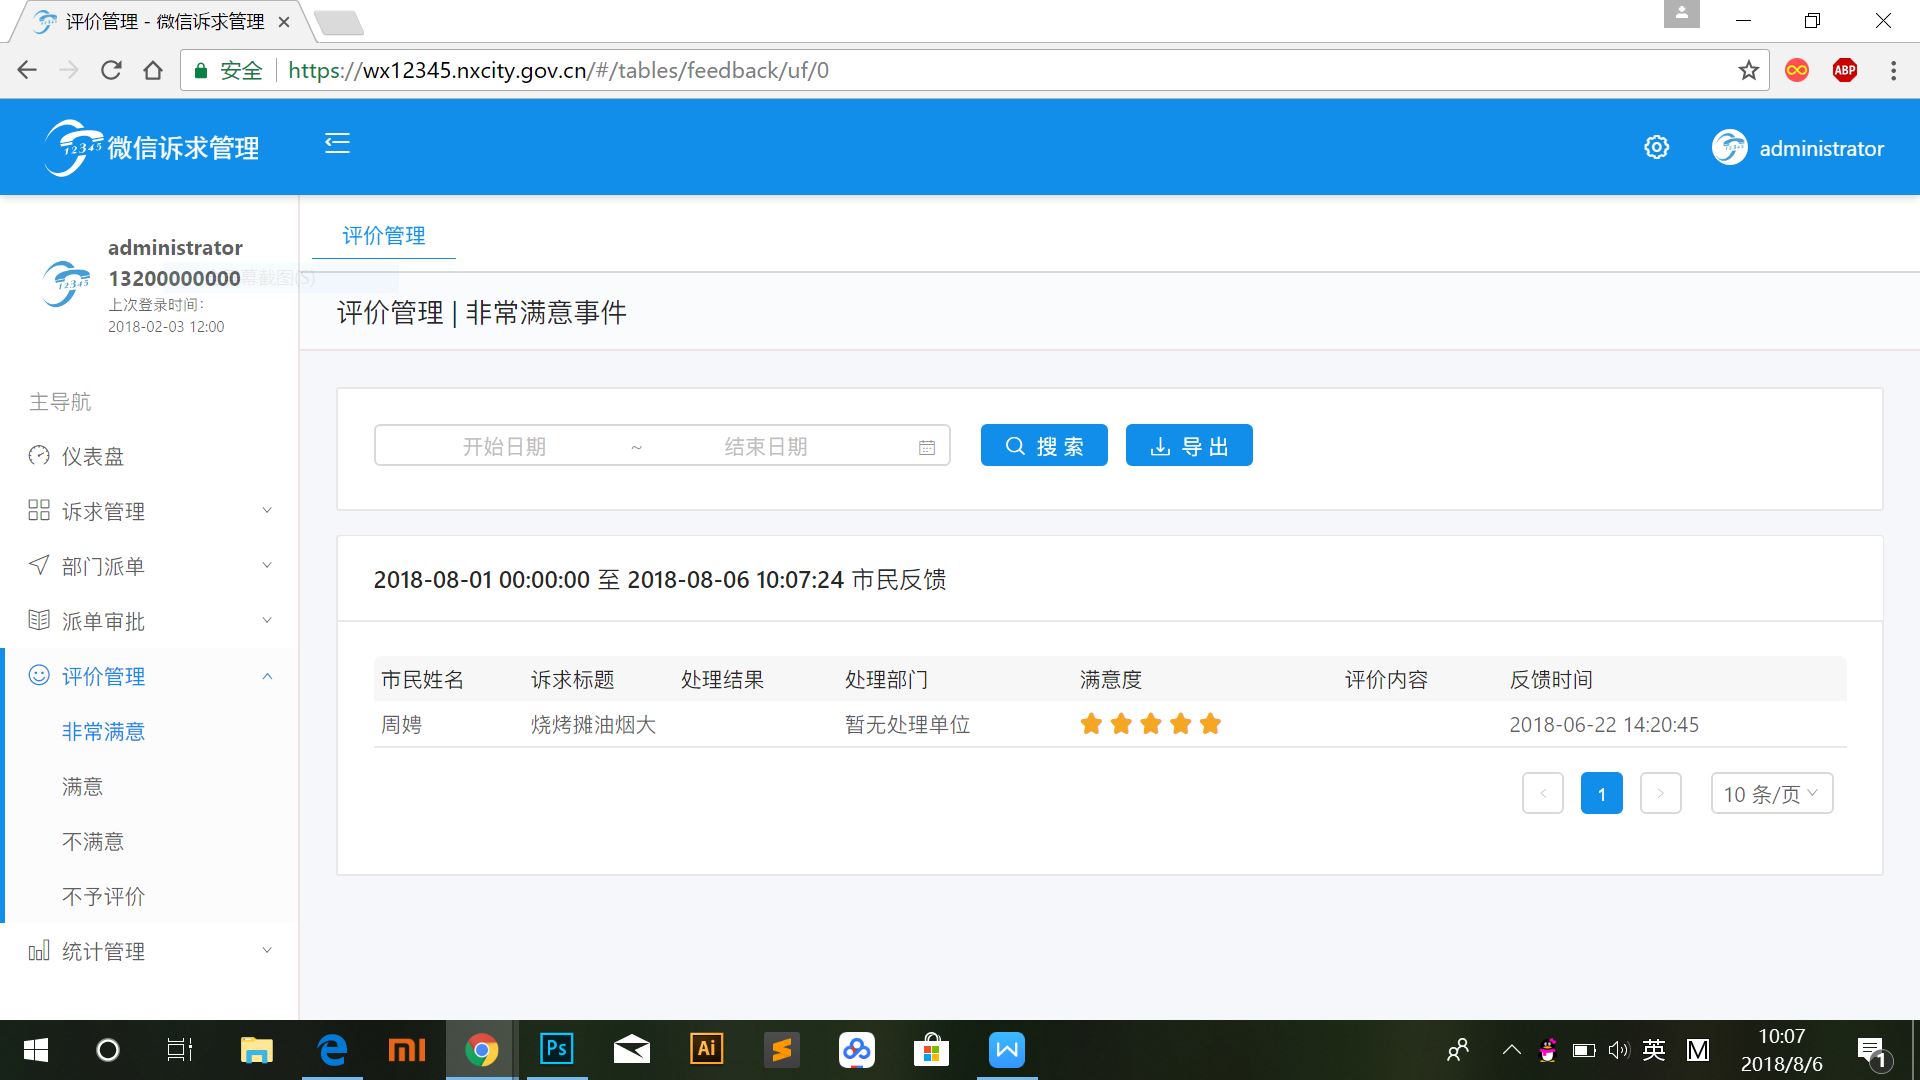 评价管理 - 微信诉求管理
安全
https://wx12345.nxcity.gov.cn/#/tables/feedback/uf/0
ABP
12345
微信诉求管理
administrator
administrator
13200000000
幕截图(S)
上次登录时间:
2018-02-03 12:00
评价管理
评价管理 | 非常满意事件
主导航
仪表盘
诉求管理
部门派单
派单审批
评价管理
非常满意
满意
不满意
不予评价
统计管理
开始日期 ~ 结束日期
搜 索
导 出
2018-08-01 00:00:00 至 2018-08-06 10:07:24 市民反馈
市民姓名 诉求标题 处理结果 处理部门 满意度 评价内容 反馈时间
周娉 烧烤摊油烟大 暂无处理单位 2018-06-22 14:20:45
< 1 > 10 条/页
Ps
Ai
英
M
10:07
2018/8/6
1